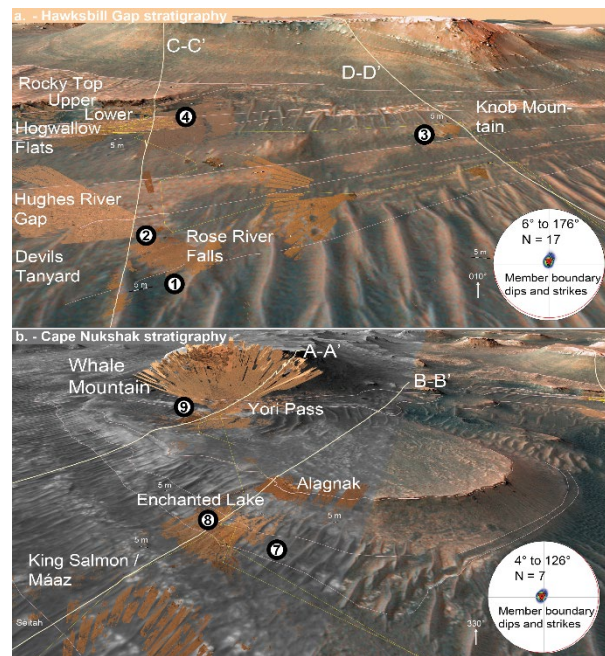 a. - Hawksbill Gap stratigraphy
C-C'
D-D'
Rocky Top
Upper
Lower
Hogwallow
Flats
4
5 m
5 m
3
Knob Moun-
tain
Hughes River
Gap
2
Rose River
Falls
Devils
Tanyard
1
5 m
5 m
010°
6° to 176°
N = 17
Member boundary
dips and strikes
b. - Cape Nukshak stratigraphy
A-A'
B-B'
Whale
Mountain
9
Yori Pass
5 m
Alagnak
Enchanted Lake
8
5 m
5 m
7
King Salmon /
Máaz
Séítah
330°
4° to 126°
N = 7
Member boundary
dips and strikes